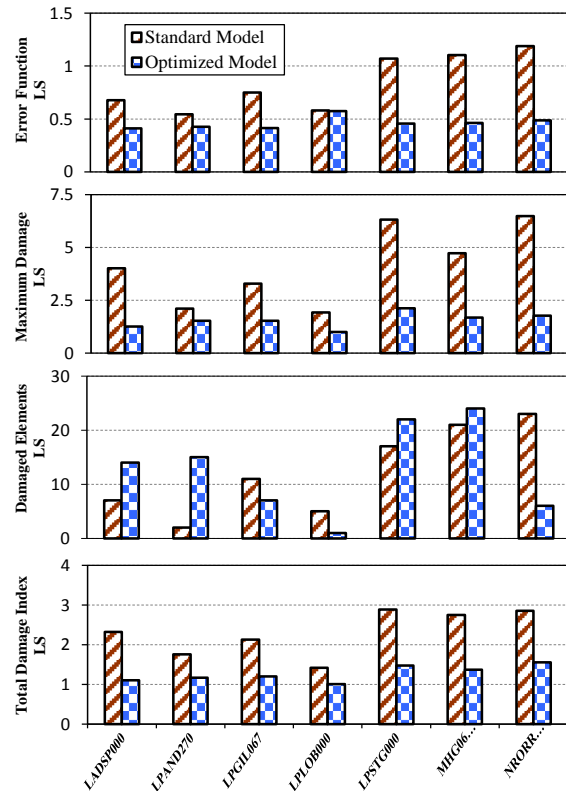 Error Function
LS
1.5
1
0.5
0
Standard Model
Optimized Model
Maximum Damage
LS
7.5
5
2.5
0
Damaged Elements
LS
30
20
10
0
Total Damage Index
LS
4
3
2
1
0
LADSP000
LPAND270
LPGIL067
LPLOB000
LPSTG000
MHG06...
NRORR...